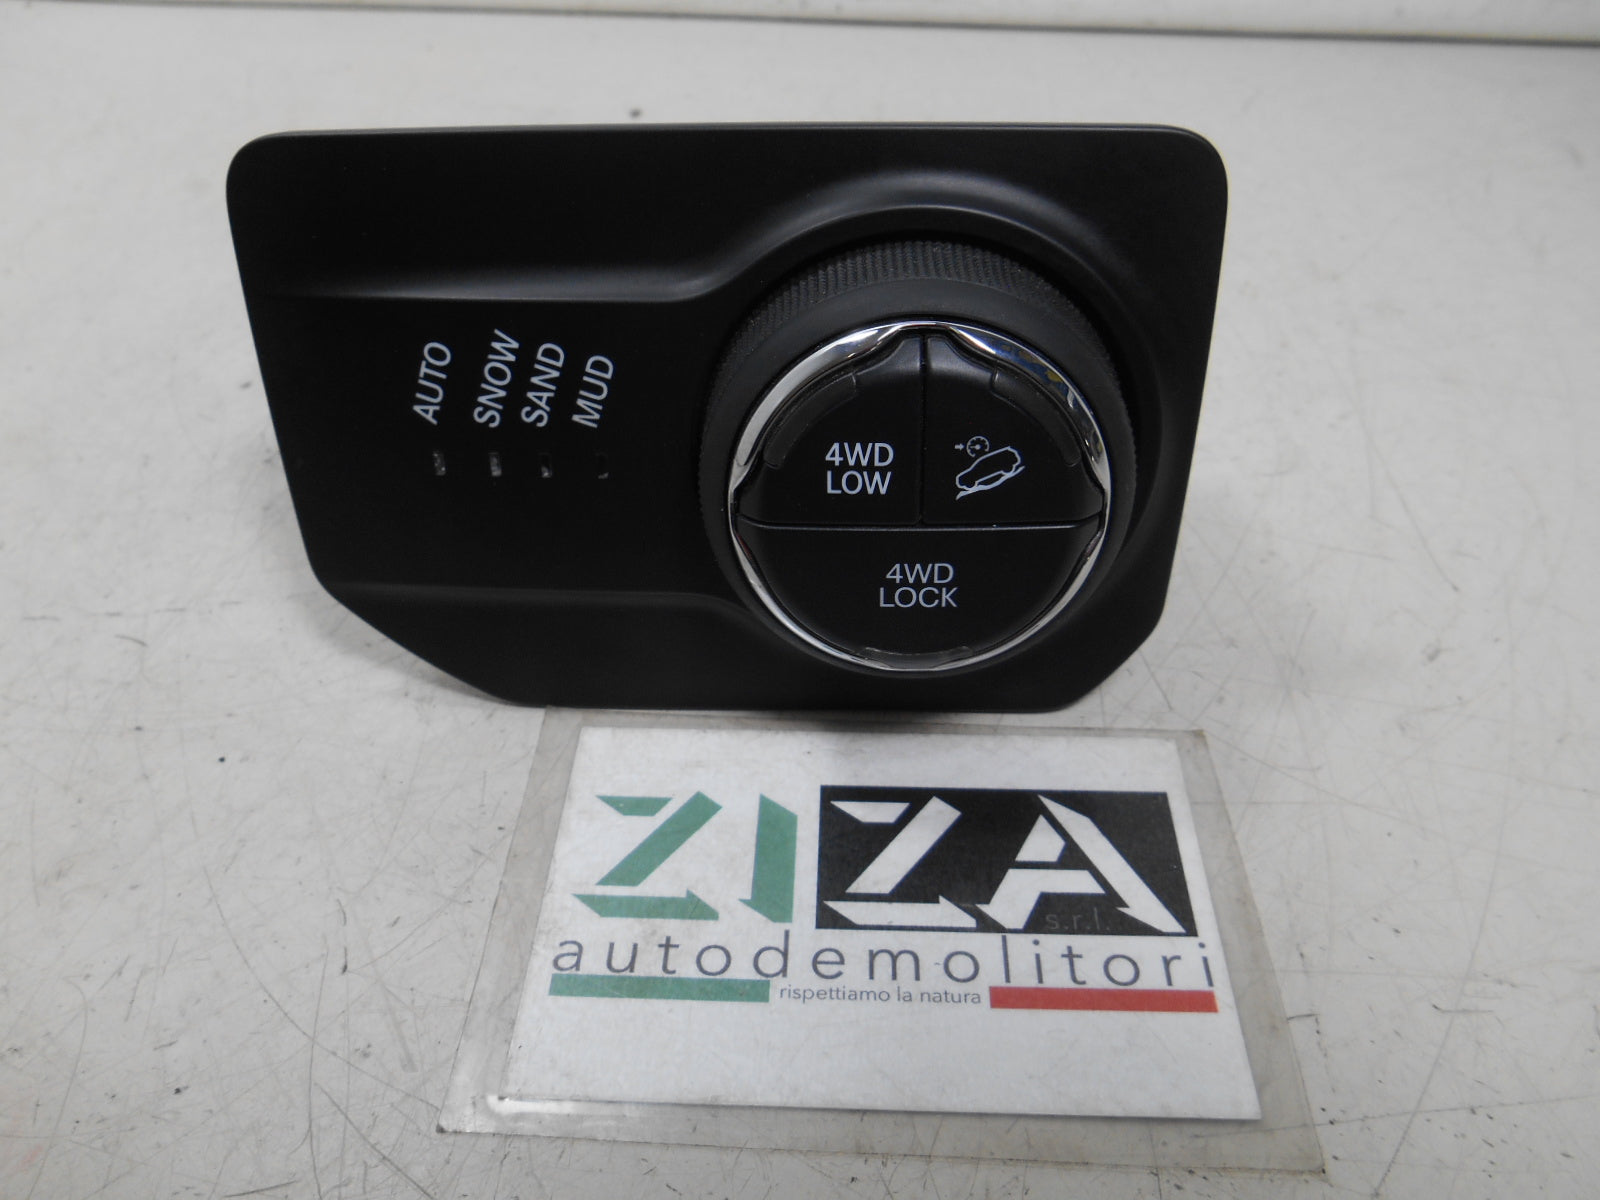 AUTO
SNOW
SAND
MUD
4WD
LOW
4WD
LOCK
ZIZA
s.r.l.
autodemolitori
rispettiamo la natura